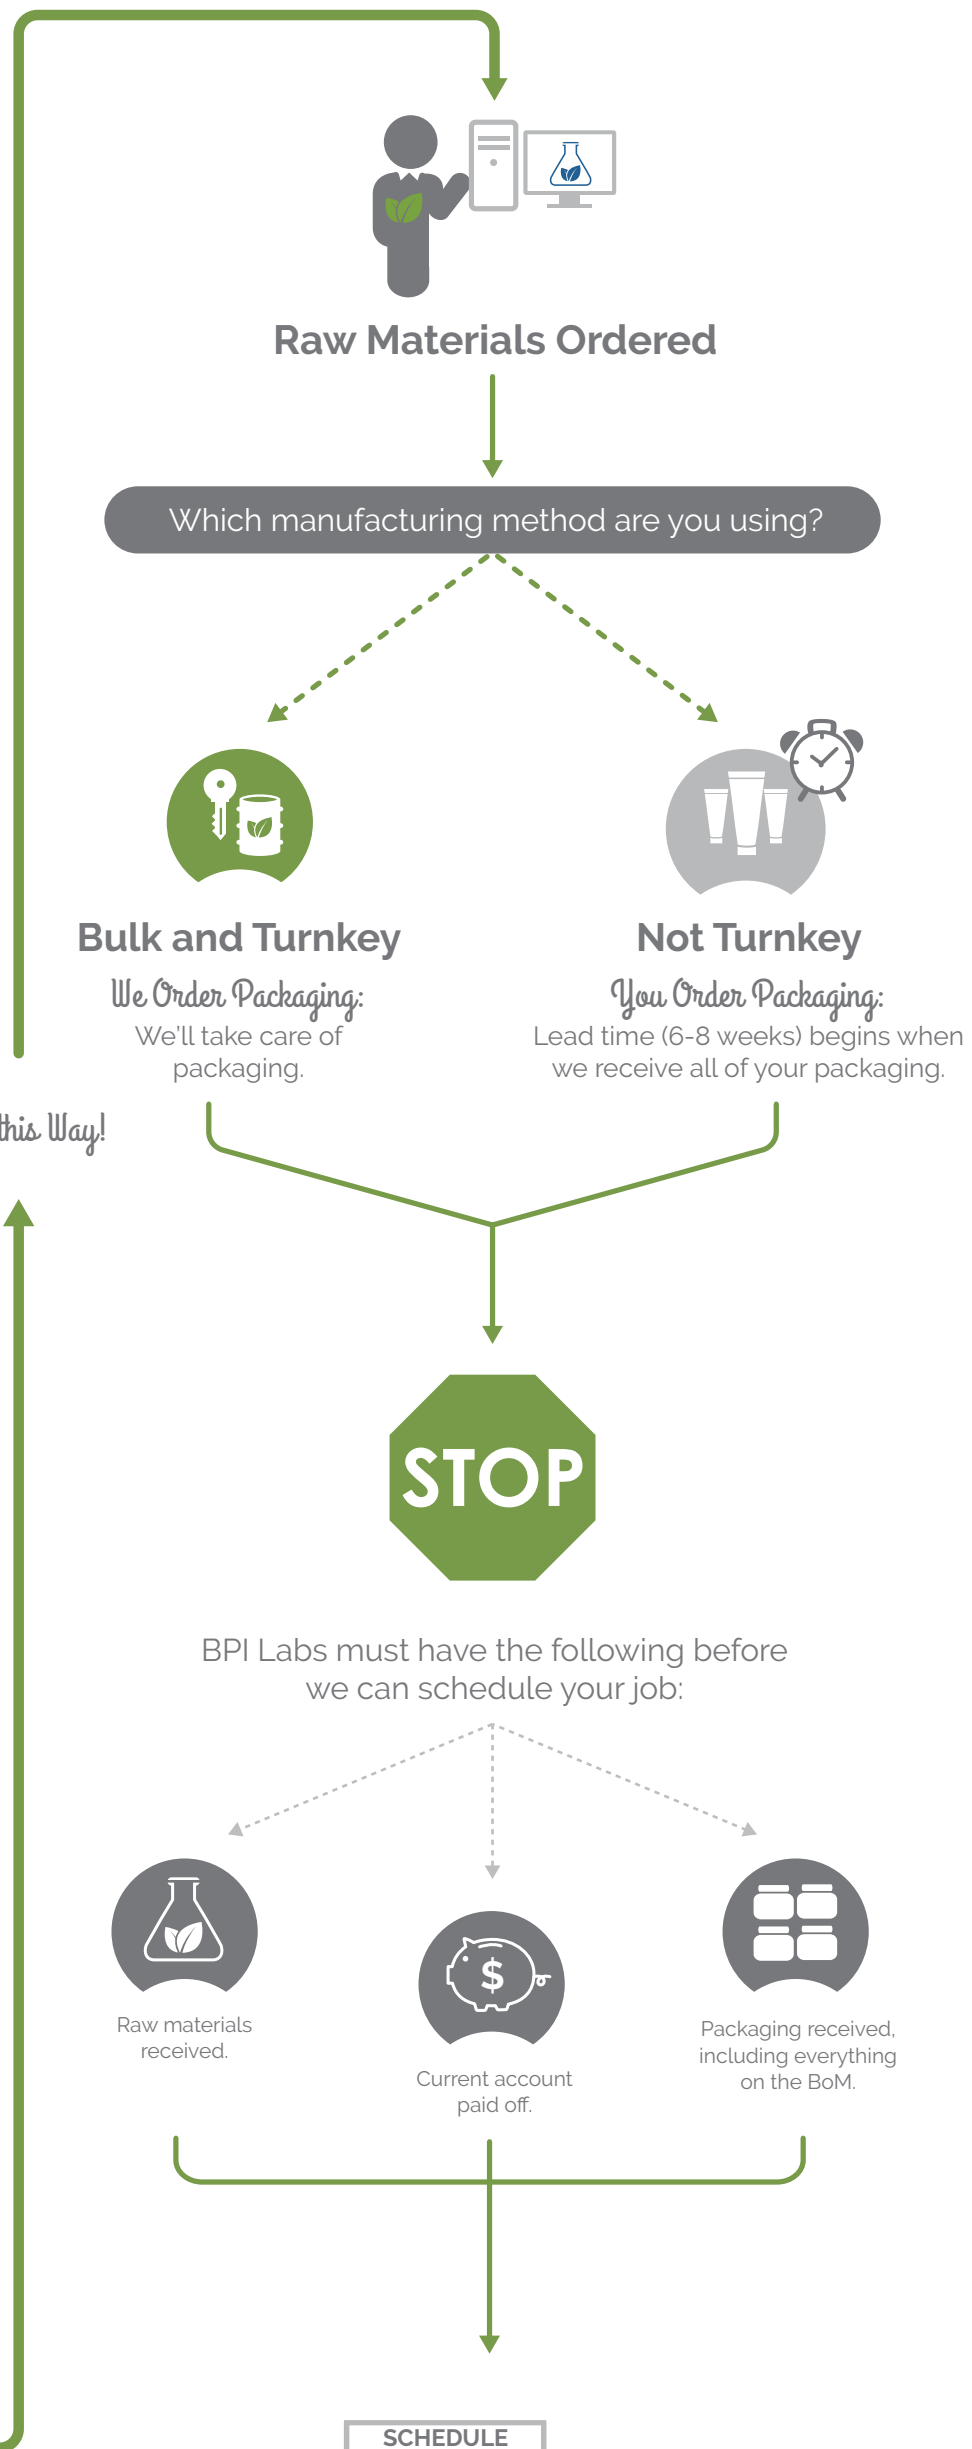 Raw Materials Ordered
Which manufacturing method are you using?
Bulk and Turnkey
We Order Packaging:
We'll take care of
packaging.
Not Turnkey
You Order Packaging:
Lead time (6-8 weeks) begins when
we receive all of your packaging.
this Way!
STOP
BPI Labs must have the following before
we can schedule your job:
$
Raw materials
received.
Current account
paid off.
Packaging received,
including everything
on the BoM.
SCHEDULE